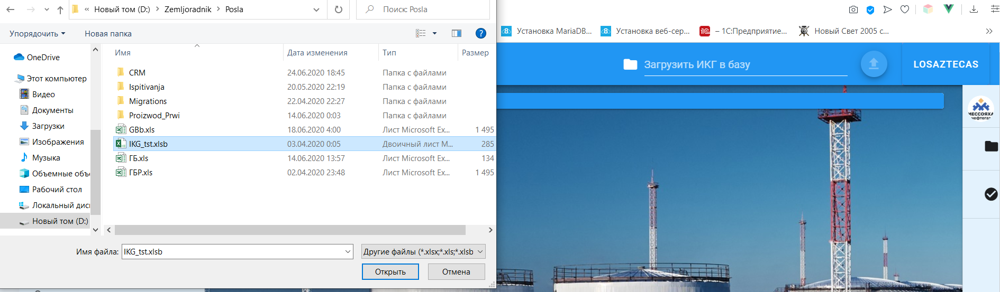 « Новый том (D:) > Zemljoradnik > Posla
Поиск: Posla
Упорядочить
Новая папка
OneDrive
Этот компьютер
Видео
Документы
Загрузки
Изображения
Музыка
Объемные объ
Рабочий стол
Локальный диск
Новый том (D:)
Имя Дата изменения Тип Размер
CRM 24.06.2020 18:45 Папка с файлами
Ispitivanja 20.05.2020 22:19 Папка с файлами
Migrations 22.04.2020 22:27 Папка с файлами
Proizwod_Prwi 14.06.2020 0:03 Папка с файлами
GBb.xls 18.06.2020 4:00 Лист Microsoft Ex... 1 495
IKG_tst.xlsb 03.04.2020 0:05 Двоичный лист M... 285
ГБ.xls 14.06.2020 13:57 Лист Microsoft Ex... 134
ГБР.xls 02.04.2020 23:48 Лист Microsoft Ex... 1 495
Имя файла: IKG_tst.xlsb
Другие файлы (*.xlsx;*.xls;*.xlsb
Открыть
Отмена
Установка MariaDB...
Установка веб-сер...
– 1С:Предприятие...
Новый Свет 2005 с...
Загрузить ИКГ в базу
LOSAZTECAS
МЕССОЯХА
НЕФТЕГАЗ